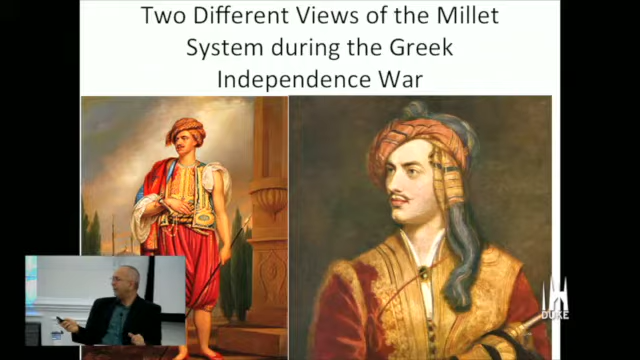 Two Different Views of the Millet
System during the Greek
Independence War
DUKE